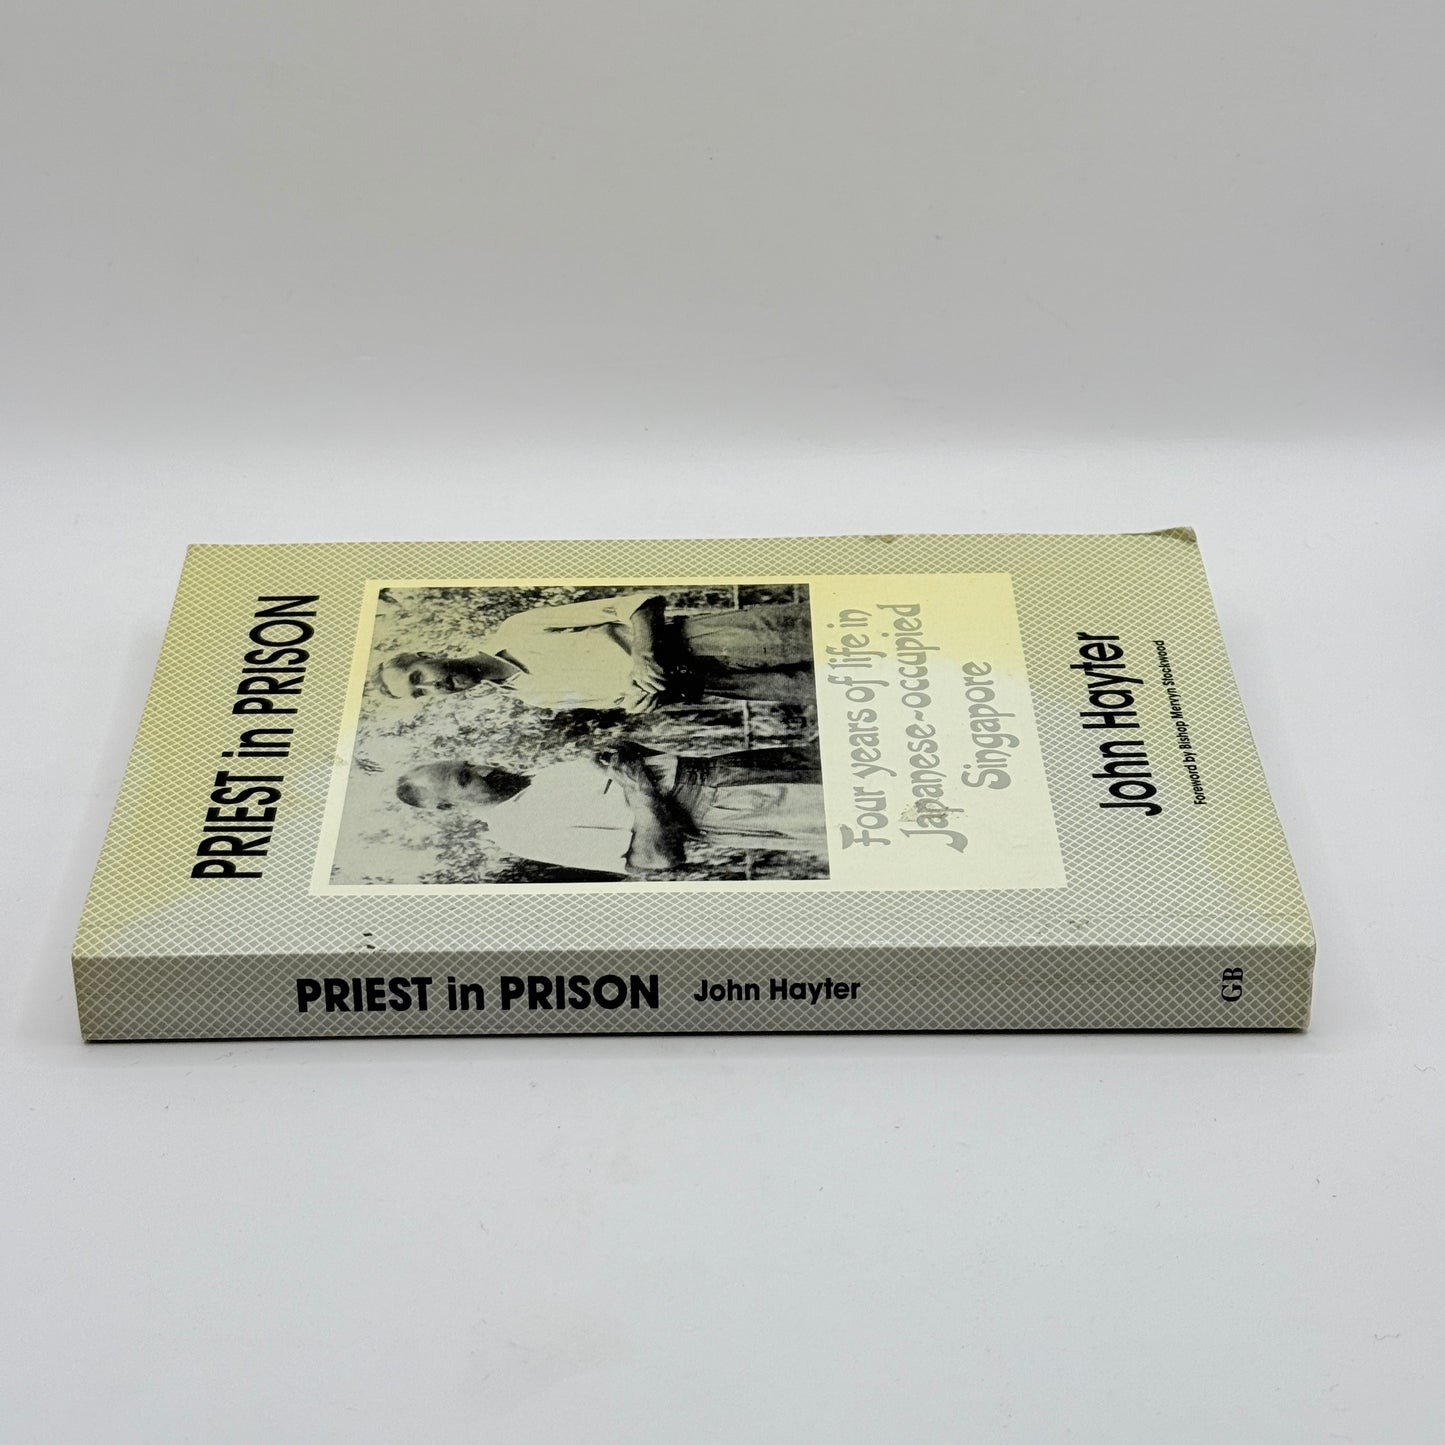 PRIEST in PRISON
Four years of life in
Japanese-occupied
Singapore
John Hayter
Foreword by Bishop Mervyn Stockwood
PRIEST in PRISON John Hayter GB